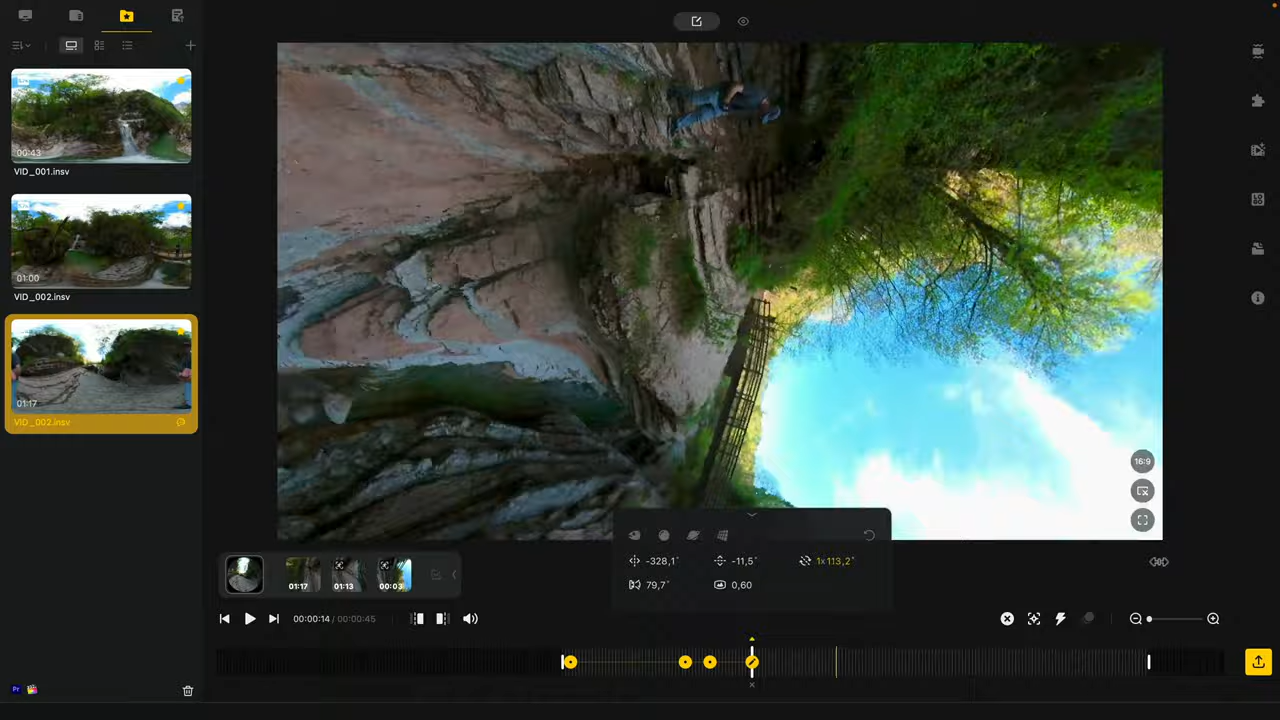 00:43
VID_001.insv
01:00
VID_002.insv
01:17
VID_002.insv
16:9
-328,1°
-11,5°
1x113,2°
79,7°
0,60
01:17
01:13
00:03
00:00:14 / 00:00:45
Pr